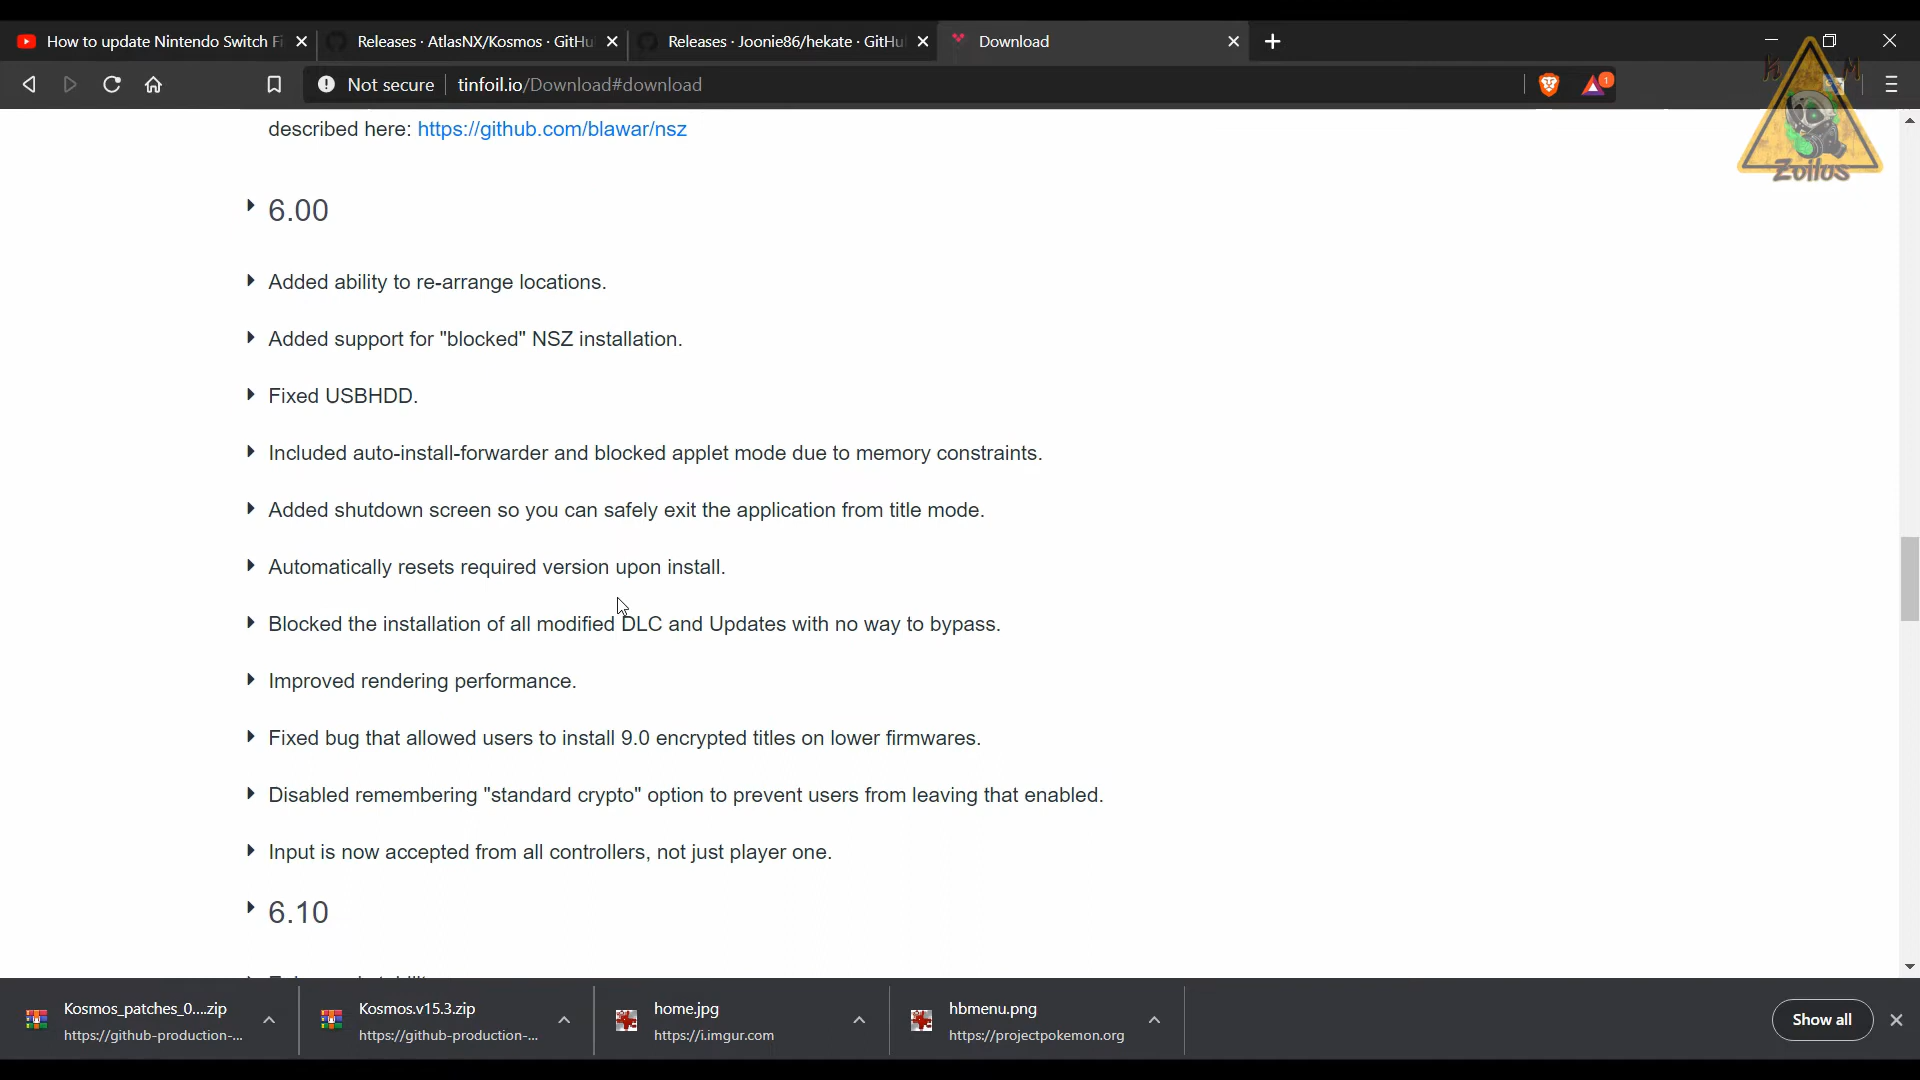 How to update Nintendo Switch Fi
Releases · AtlasNX/Kosmos · GitHu
Releases · Joonie86/hekate · GitHu
Download
Not secure
tinfoil.io/Download#download
1
described here: https://github.com/blawar/nsz
6.00
Added ability to re-arrange locations.
Added support for "blocked" NSZ installation.
Fixed USBHDD.
Included auto-install-forwarder and blocked applet mode due to memory constraints.
Added shutdown screen so you can safely exit the application from title mode.
Automatically resets required version upon install.
Blocked the installation of all modified DLC and Updates with no way to bypass.
Improved rendering performance.
Fixed bug that allowed users to install 9.0 encrypted titles on lower firmwares.
Disabled remembering "standard crypto" option to prevent users from leaving that enabled.
Input is now accepted from all controllers, not just player one.
6.10
Zoilus
Kosmos_patches_0....zip
https://github-production-...
Kosmos.v15.3.zip
https://github-production-...
home.jpg
https://i.imgur.com
hbmenu.png
https://projectpokemon.org
Show all